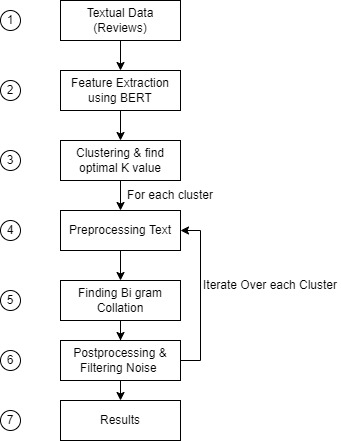 1
Textual Data
(Reviews)
2
Feature Extraction
using BERT
3
Clustering & find
optimal K value
For each cluster
4
Preprocessing Text
Iterate Over each Cluster
5
Finding Bi gram
Collation
6
Postprocessing &
Filtering Noise
7
Results